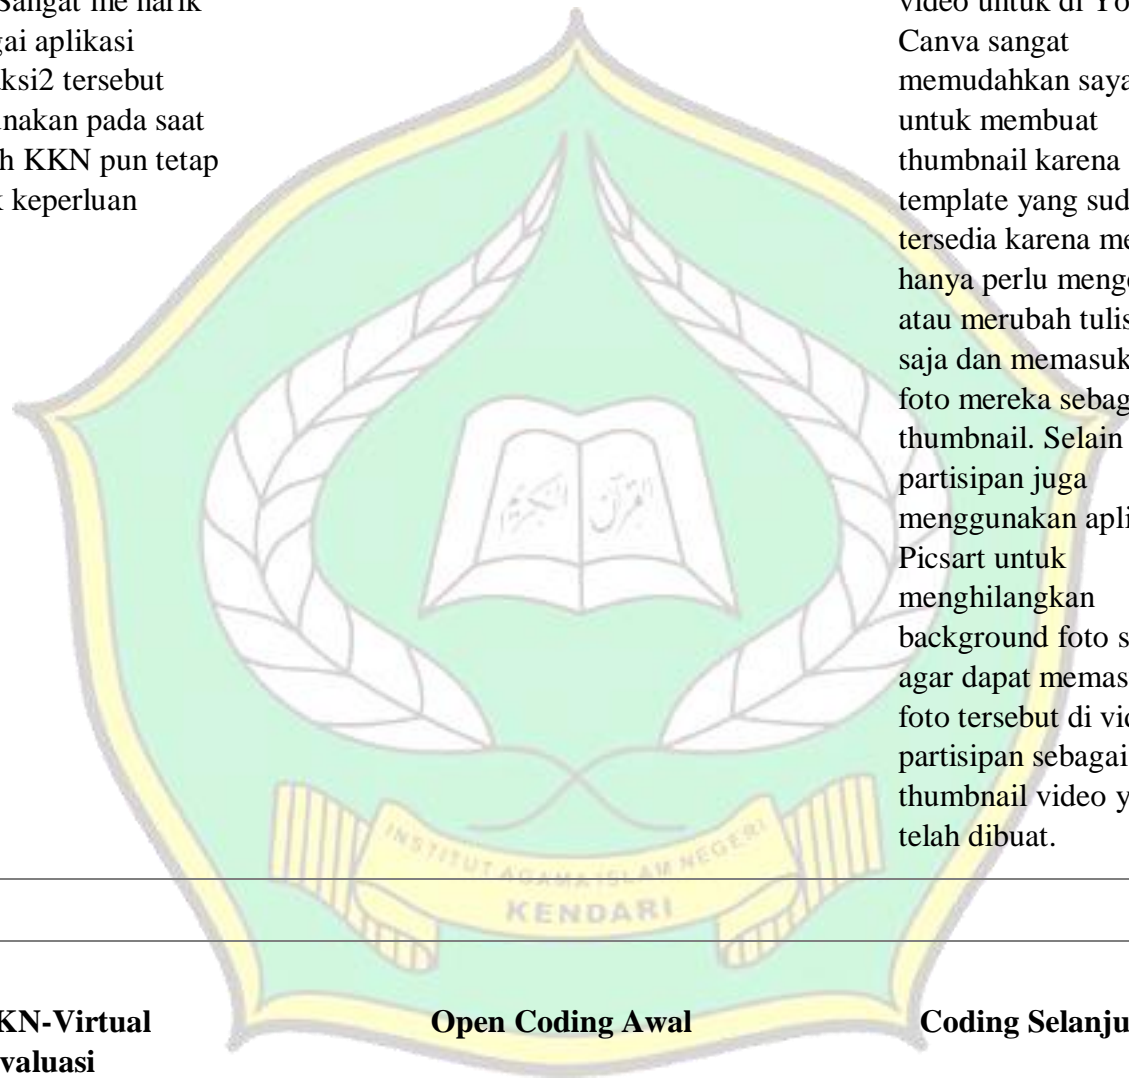 Sangat me narik
gai aplikasi
ksi2 tersebut
unakan pada saat
h KKN pun tetap
k keperluan
video untuk di Yo
Canva sangat
memudahkan saya
untuk membuat
thumbnail karena
template yang sud
tersedia karena me
hanya perlu meng
atau merubah tulis
saja dan memasuk
foto mereka sebag
thumbnail. Selain
partisipan juga
menggunakan apli
Picsart untuk
menghilangkan
background foto s
agar dapat memas
foto tersebut di vid
partisipan sebagai
thumbnail video y
telah dibuat.
القرآن الكريم
INSTITUT AGAMA ISLAM NEGERI
KENDARI
KN-Virtual
valuasi
Open Coding Awal
Coding Selanju